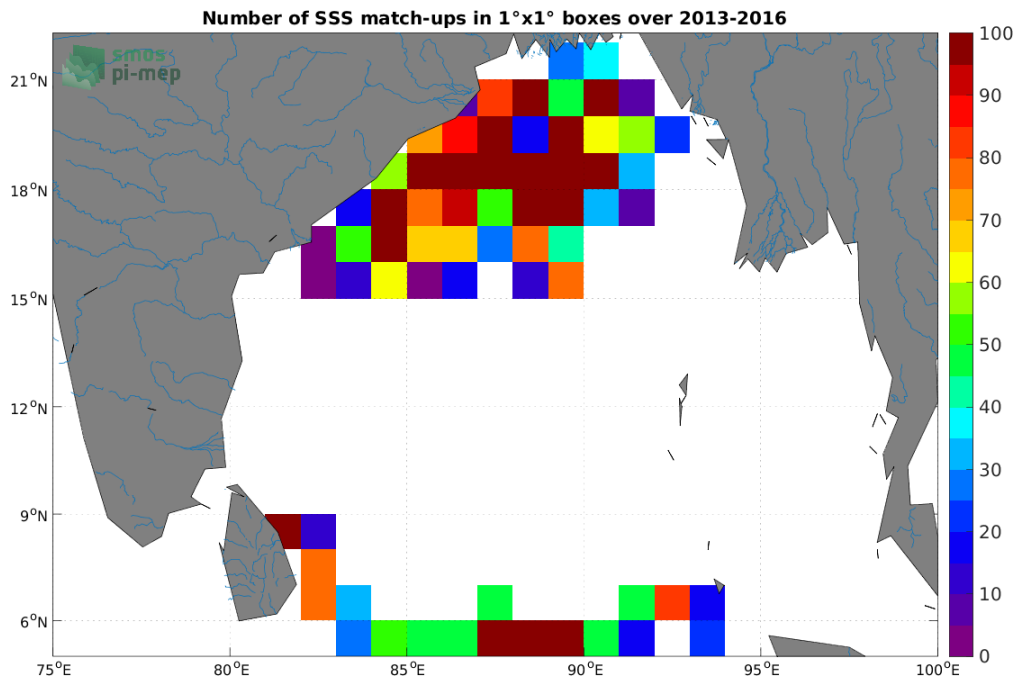 Number of SSS match-ups in 1°x1° boxes over 2013-2016
smos
pi-mep
21°N
18°N
15°N
12°N
9°N
6°N
75°E
80°E
85°E
90°E
95°E
100°E
100
90
80
70
60
50
40
30
20
10
0